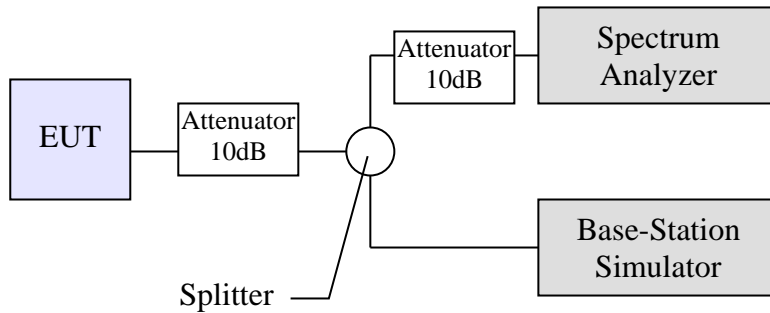 EUT
Attenuator
10dB
Attenuator
10dB
Spectrum
Analyzer
Base-Station
Simulator
Splitter